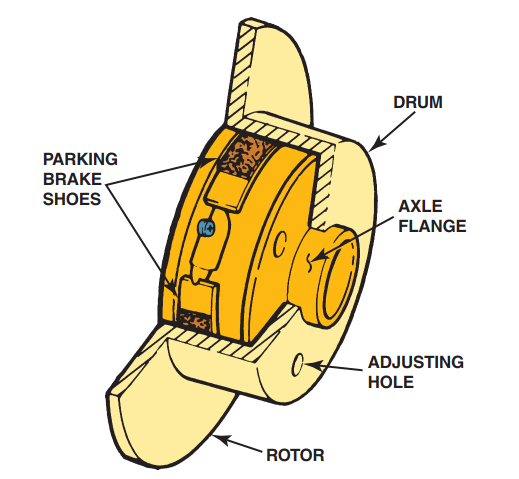 DRUM
PARKING
BRAKE
SHOES
AXLE
FLANGE
ADJUSTING
HOLE
ROTOR